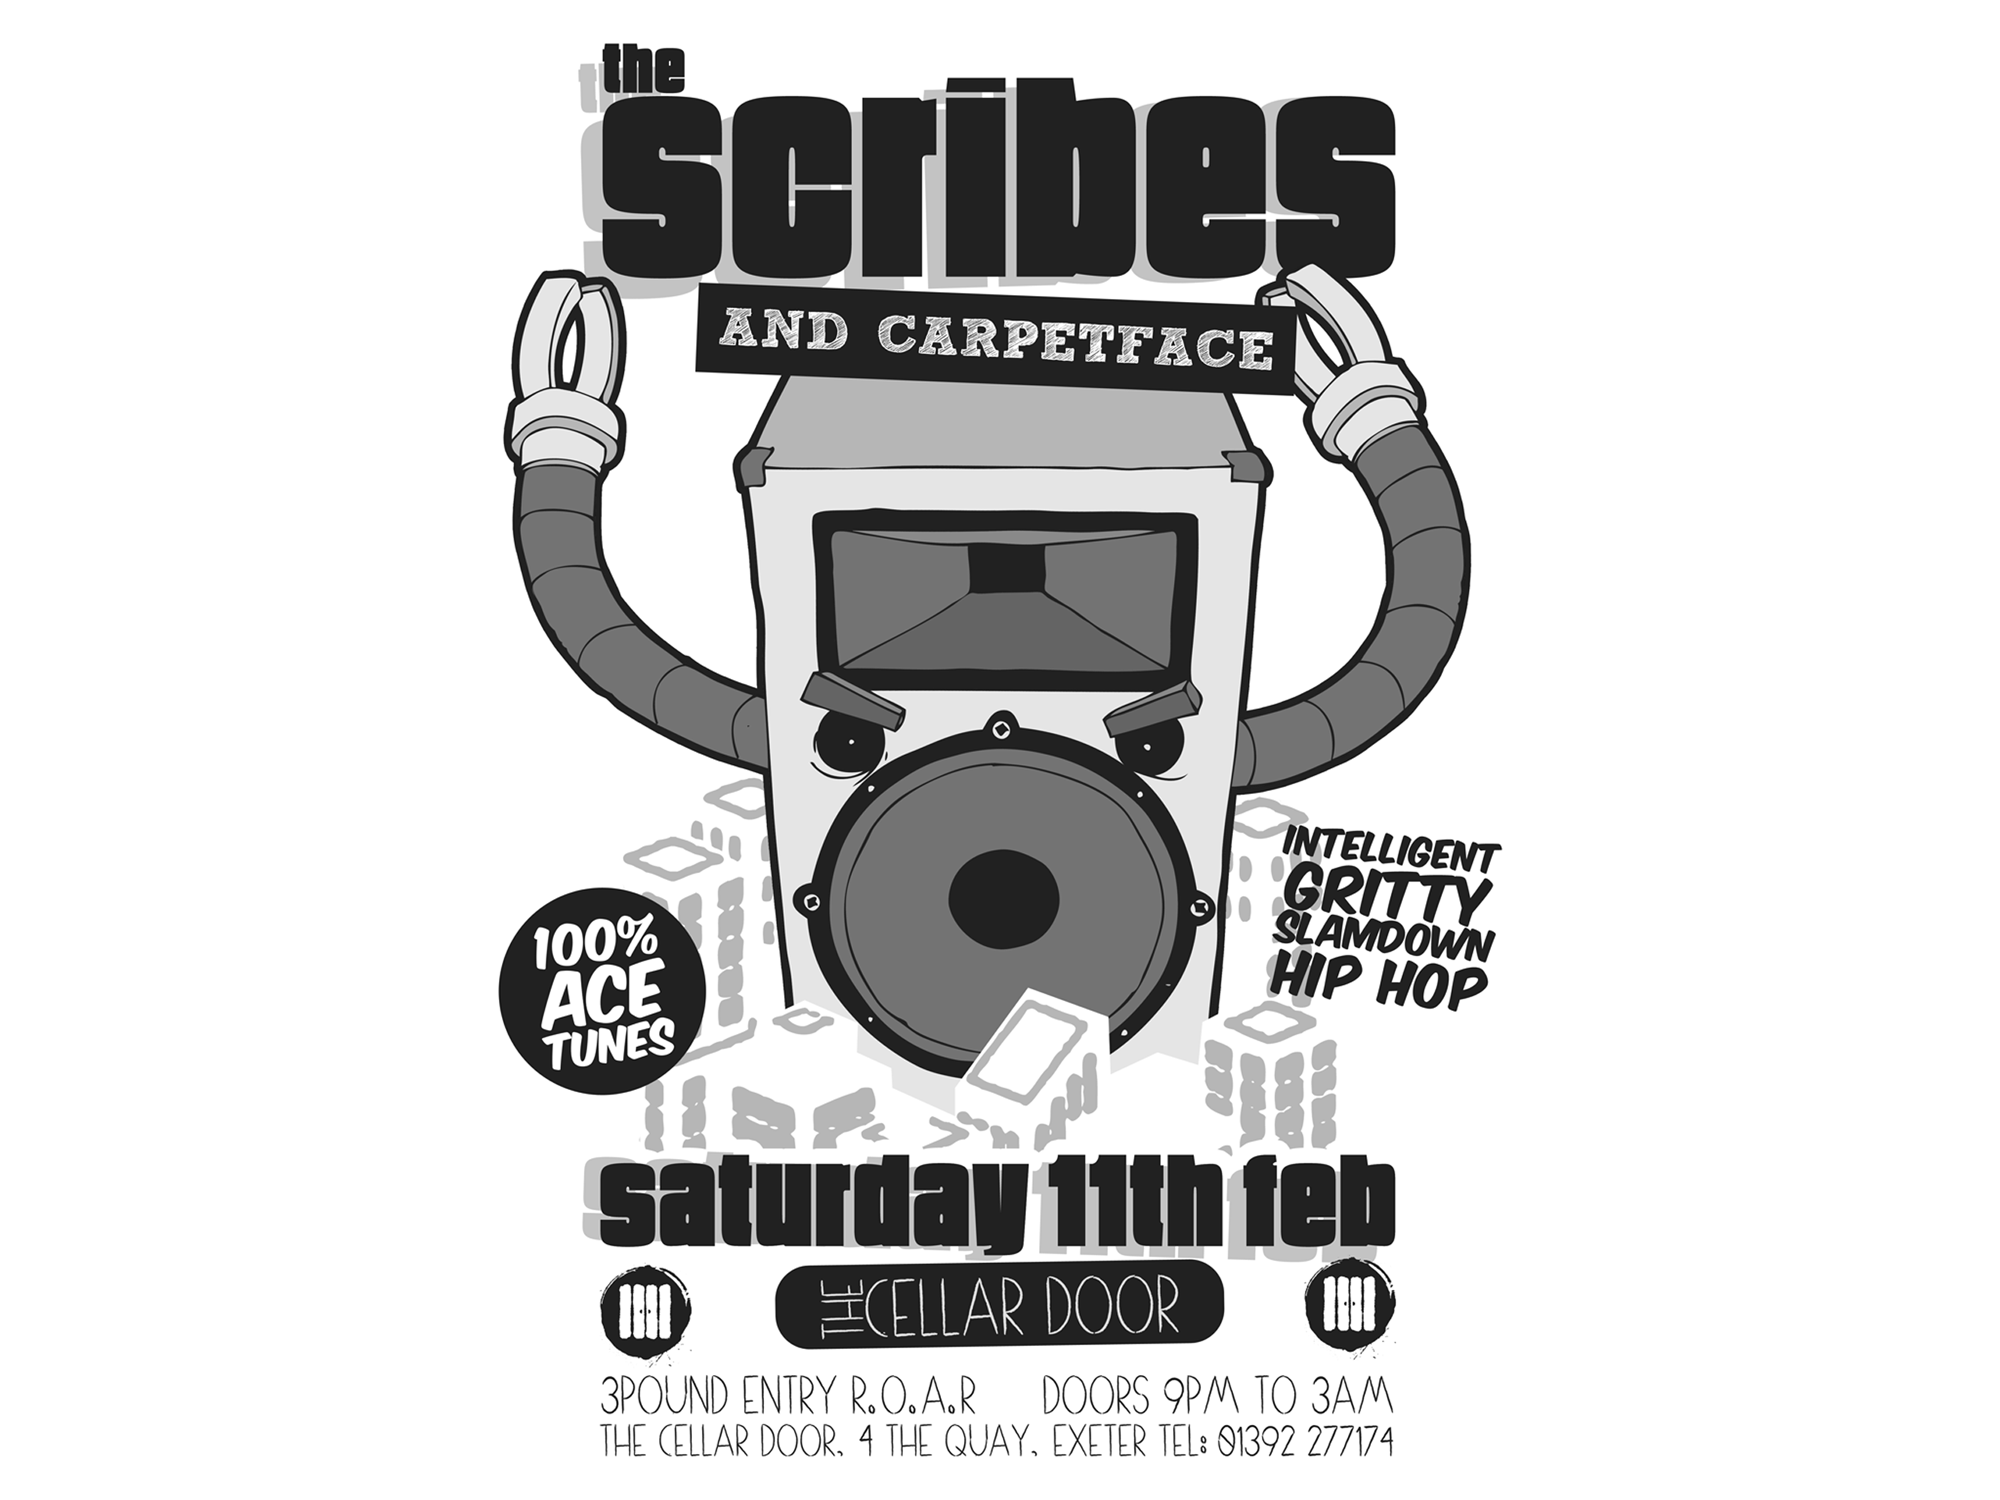 the
scribes
AND CARPETFACE
100%
ACE
TUNES
INTELLIGENT
GRITTY
SLAMDOWN
HIP HOP
saturday 11th feb
THE CELLAR DOOR
3POUND ENTRY R.O.A.R DOORS 9PM TO 3AM
THE CELLAR DOOR, 4 THE QUAY, EXETER TEL: 01392 277174